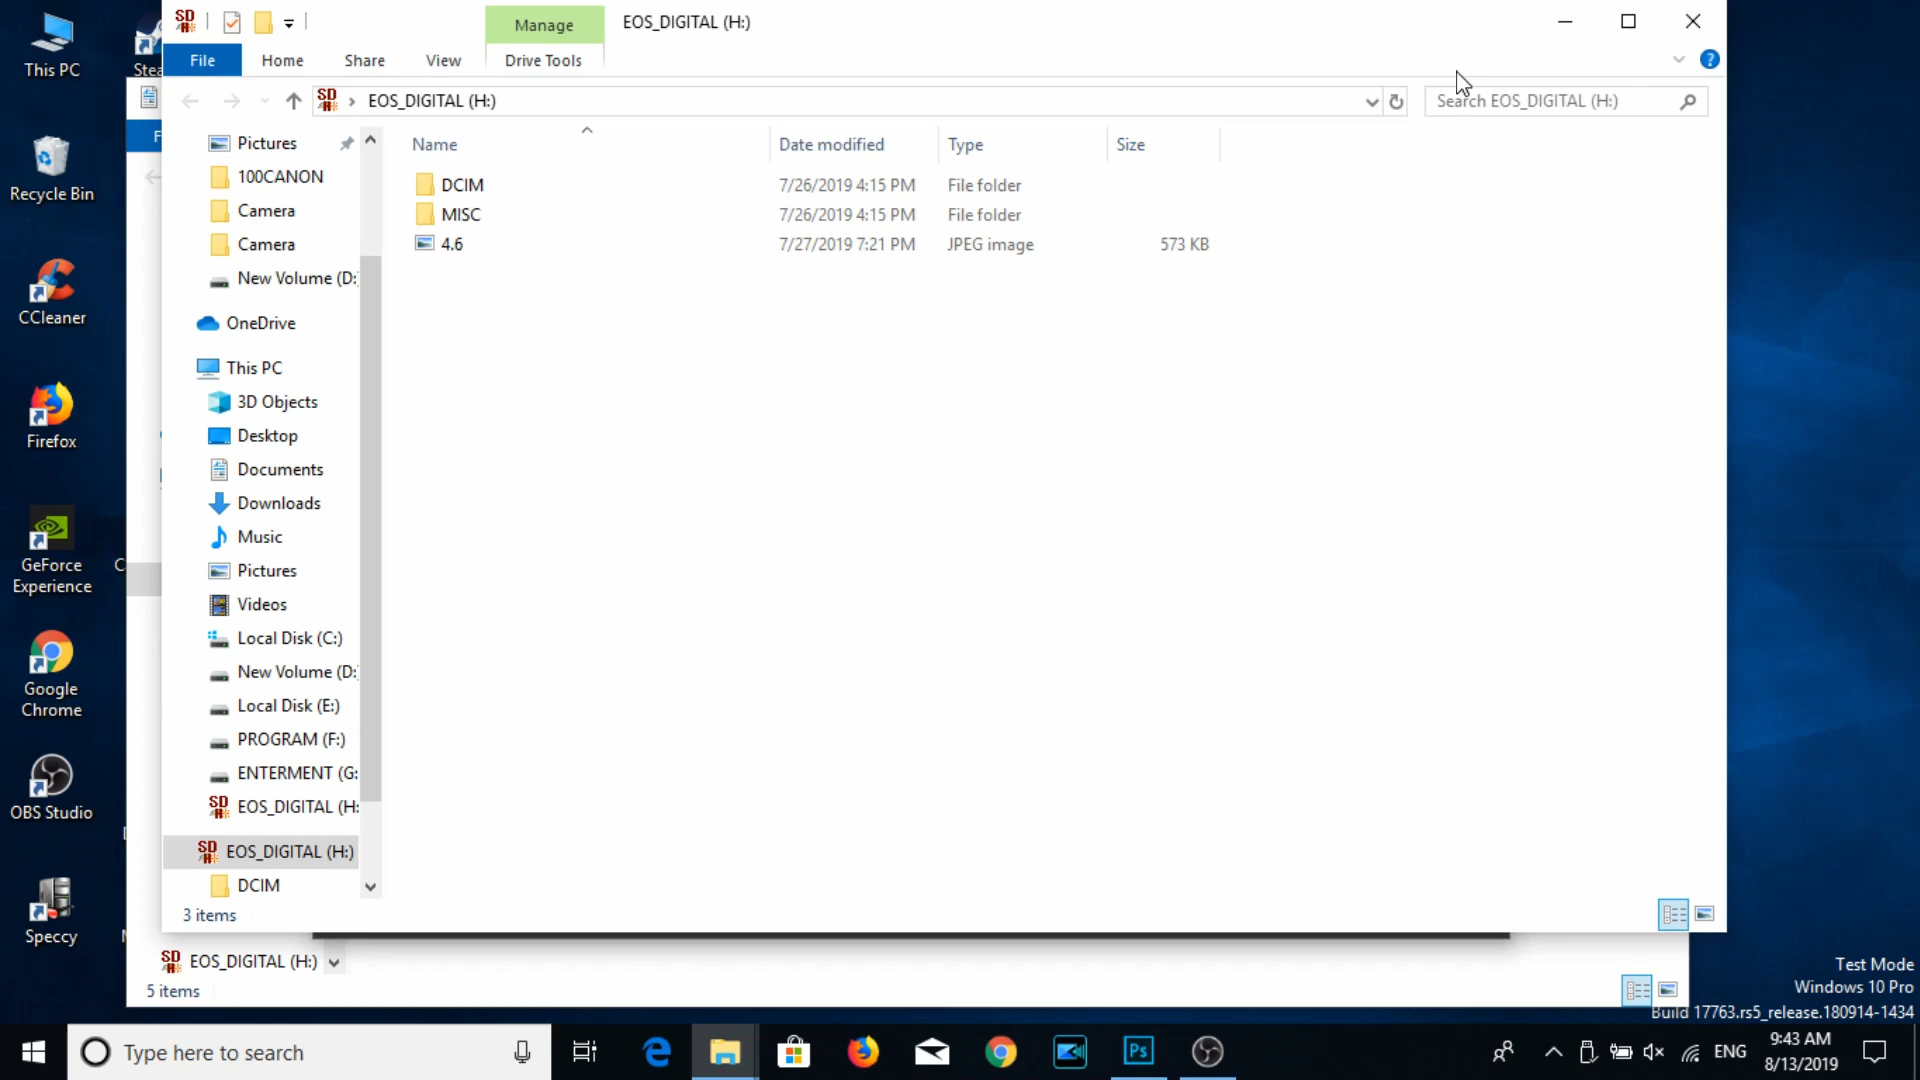 This PC
Stea
Recycle Bin
CCleaner
Firefox
GeForce
Experience
Google
Chrome
OBS Studio
Speccy
Manage
EOS_DIGITAL (H:)
File
Home
Share
View
Drive Tools
EOS_DIGITAL (H:)
Search EOS_DIGITAL (H:)
Pictures
100CANON
Camera
Camera
New Volume (D:
OneDrive
This PC
3D Objects
Desktop
Documents
Downloads
Music
Pictures
Videos
Local Disk (C:)
New Volume (D:
Local Disk (E:)
PROGRAM (F:)
ENTERMENT (G:
EOS_DIGITAL (H:
EOS_DIGITAL (H:)
DCIM
Name Date modified Type Size
DCIM 7/26/2019 4:15 PM File folder
MISC 7/26/2019 4:15 PM File folder
4.6 7/27/2019 7:21 PM JPEG image 573 KB
3 items
EOS_DIGITAL (H:)
5 items
Test Mode
Windows 10 Pro
Build 17763.rs5_release.180914-1434
Type here to search
Ps
ENG
9:43 AM
8/13/2019